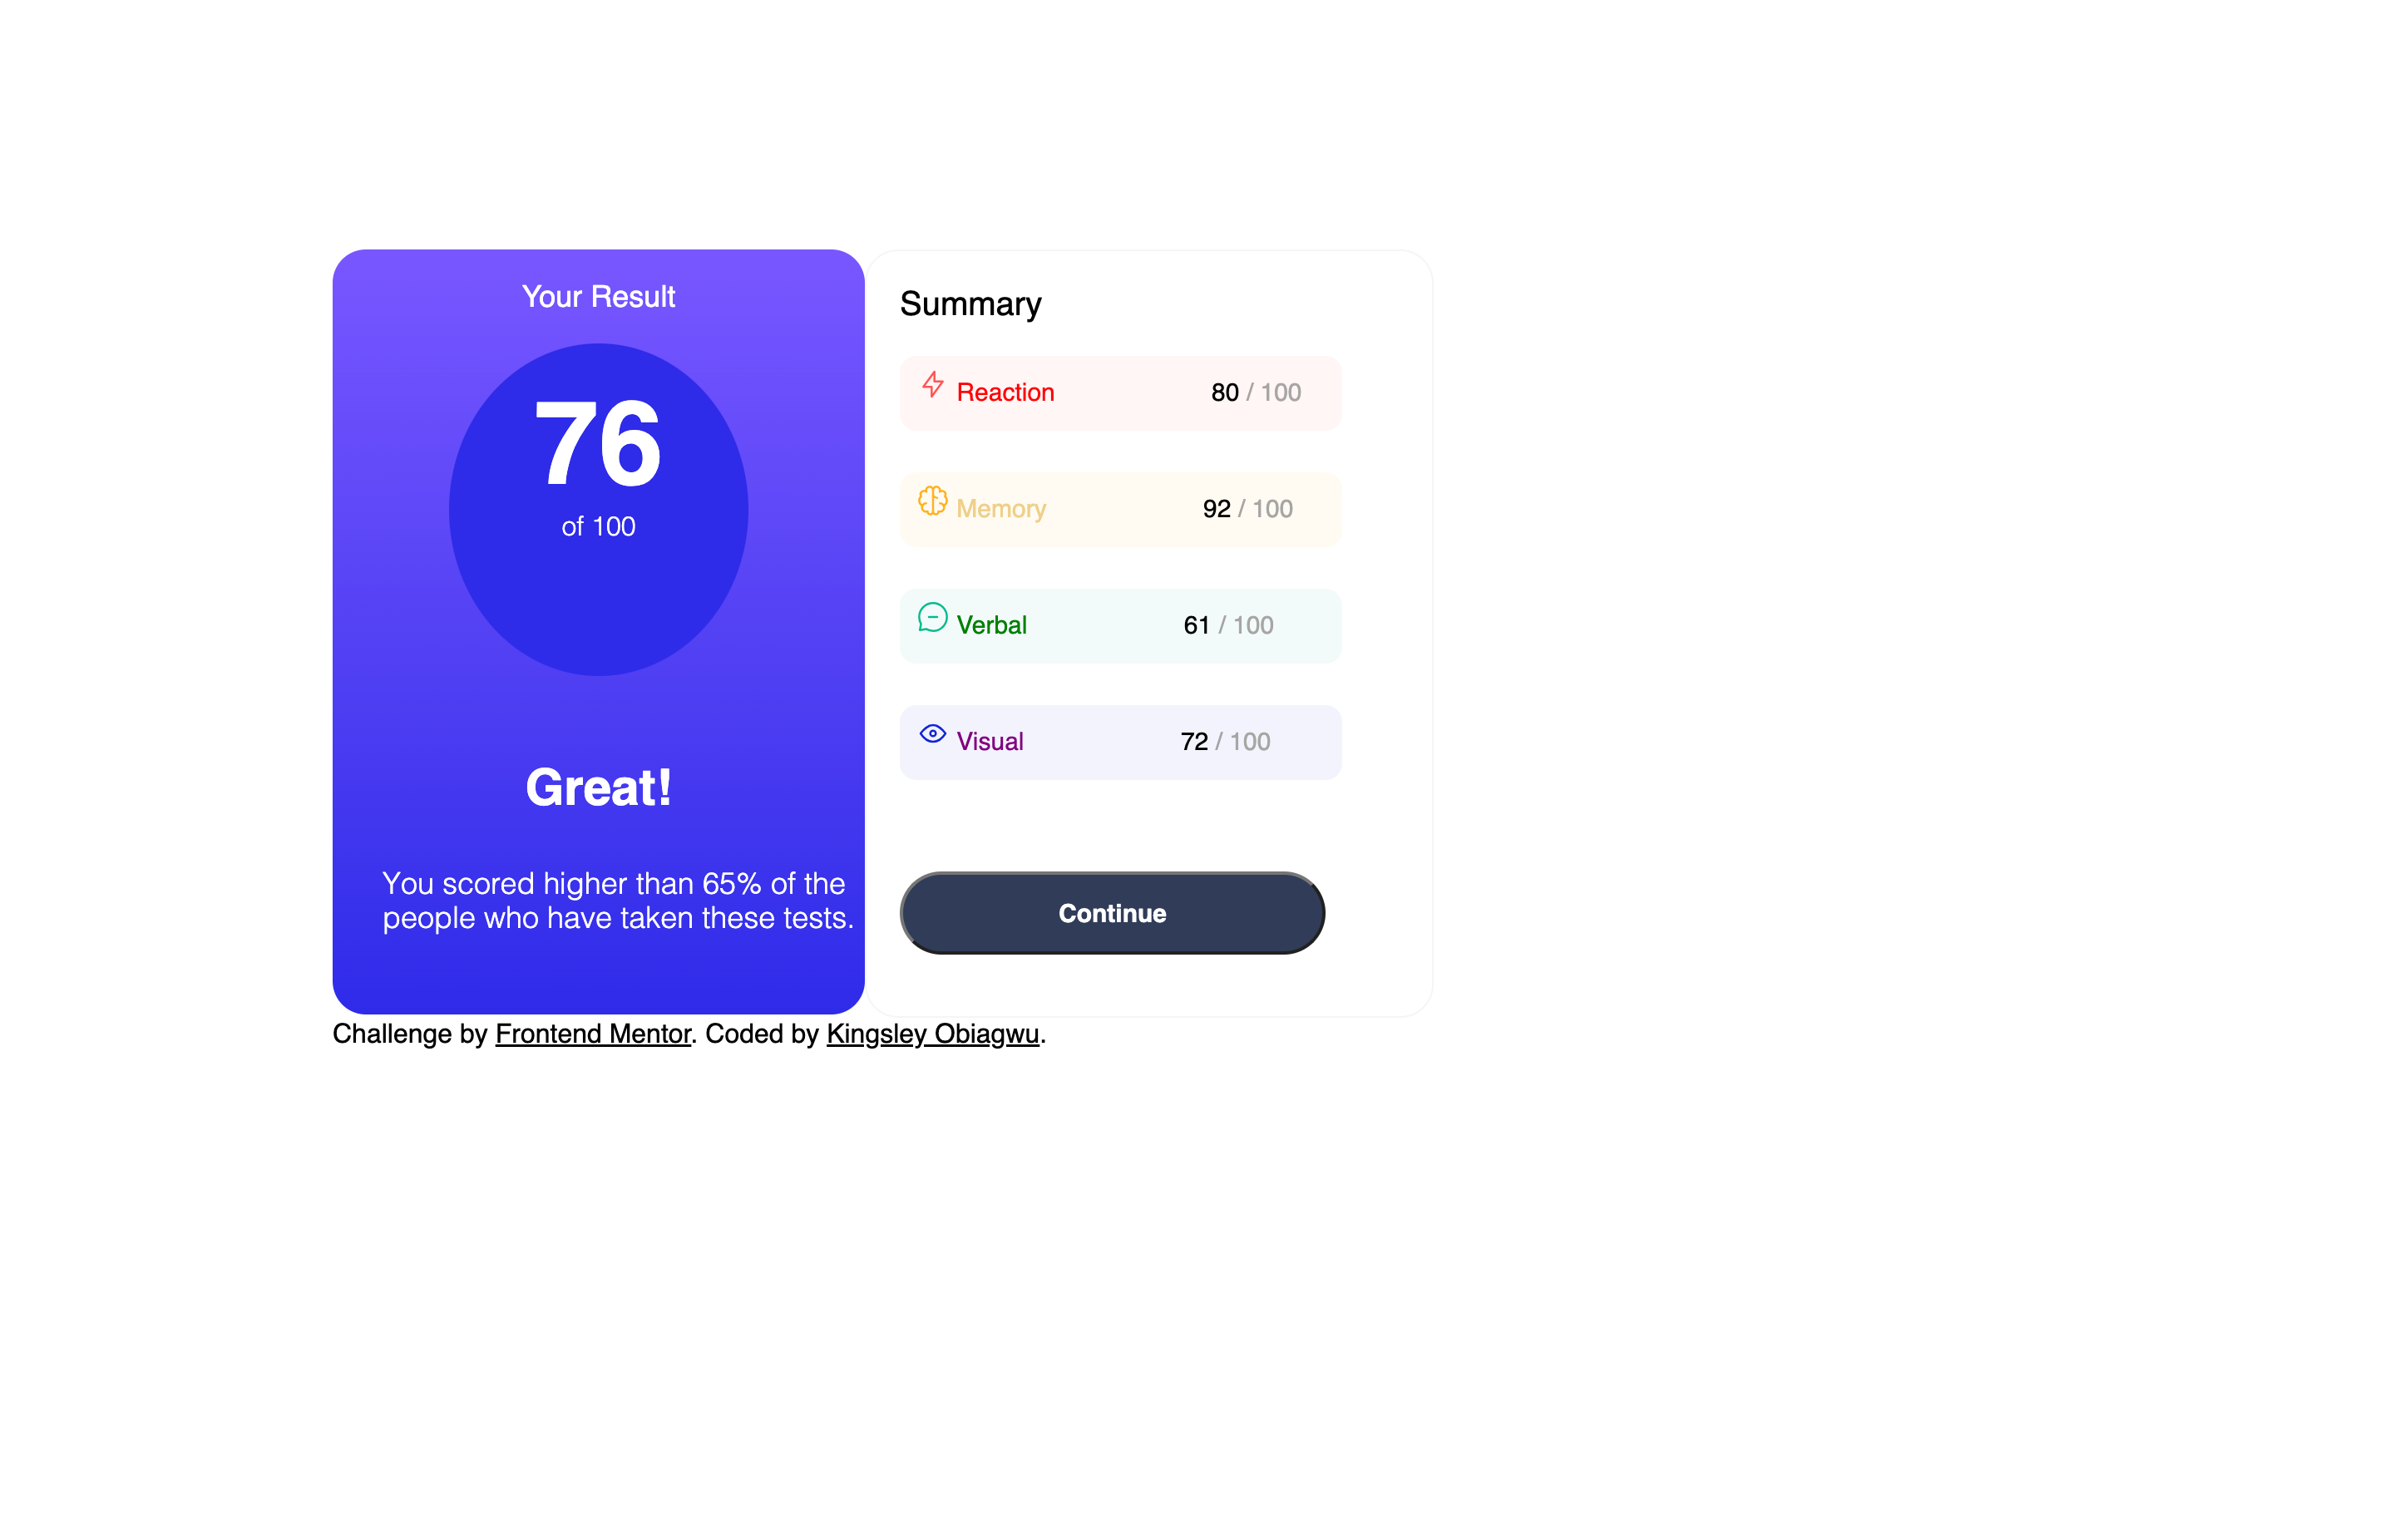 Your Result
76
of 100
Great!
You scored higher than 65% of the
people who have taken these tests.
Summary
Reaction 80 / 100
Memory 92 / 100
Verbal 61 / 100
Visual 72 / 100
Continue
Challenge by Frontend Mentor. Coded by Kingsley Obiagwu.